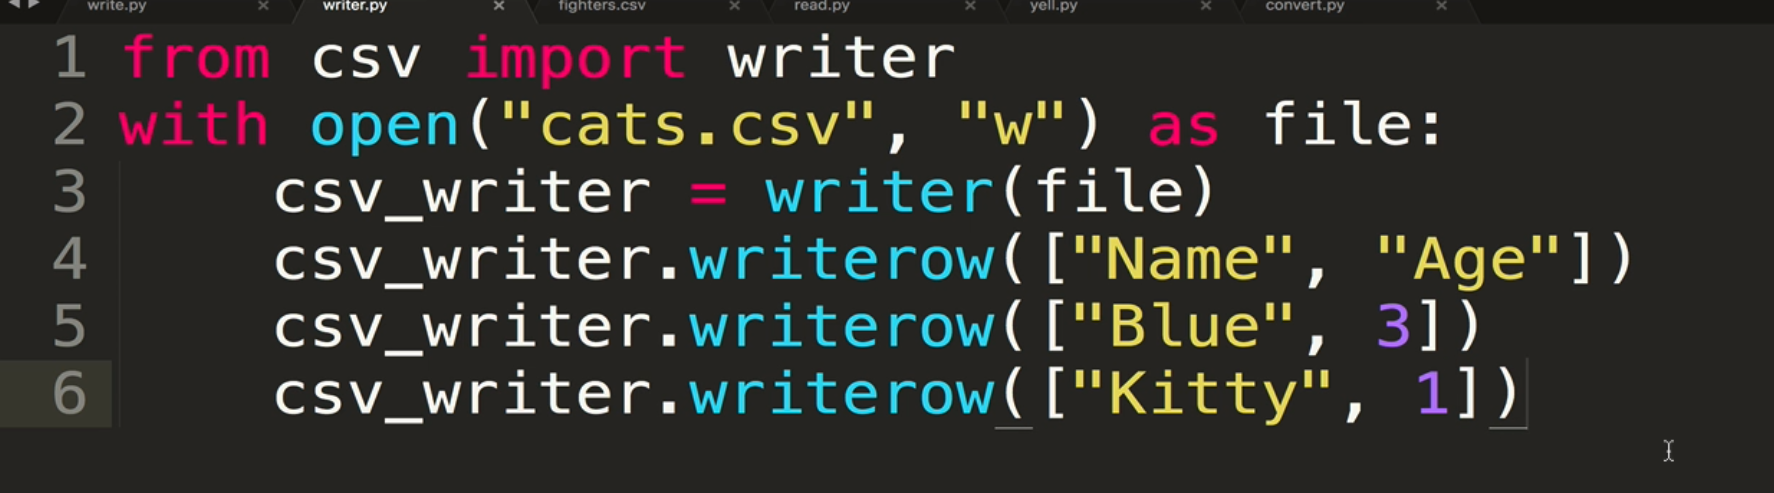 write.py × writer.py × fighters.csv × read.py × yell.py × convert.py ×
1 from csv import writer
2 with open("cats.csv", "w") as file:
3     csv_writer = writer(file)
4     csv_writer.writerow(["Name", "Age"])
5     csv_writer.writerow(["Blue", 3])
6     csv_writer.writerow(["Kitty", 1])